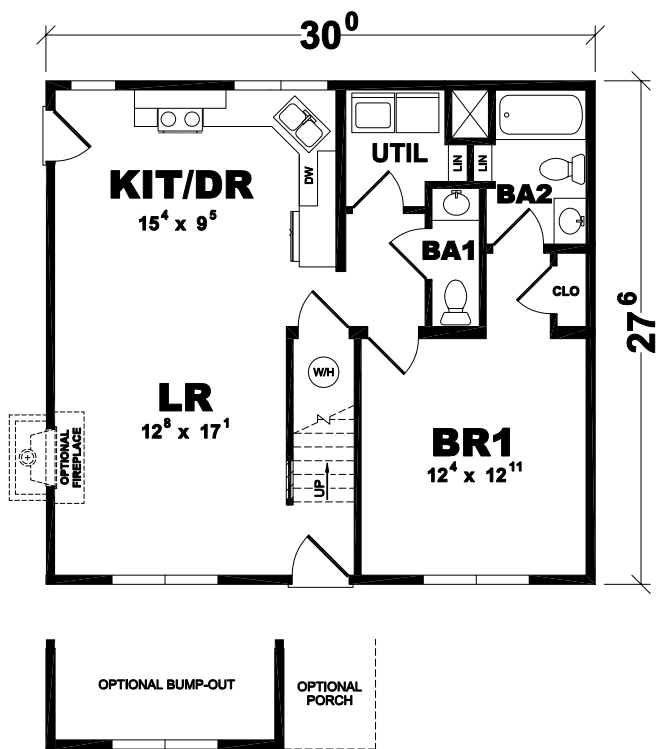 30⁰
UTIL
LIN
LIN
DW
KIT/DR
15⁴ x 9⁵
BA2
BA1
CLO
27⁶
W/H
LR
12⁸ x 17¹
BR1
12⁴ x 12¹¹
OPTIONAL
FIREPLACE
UP
OPTIONAL BUMP-OUT
OPTIONAL
PORCH